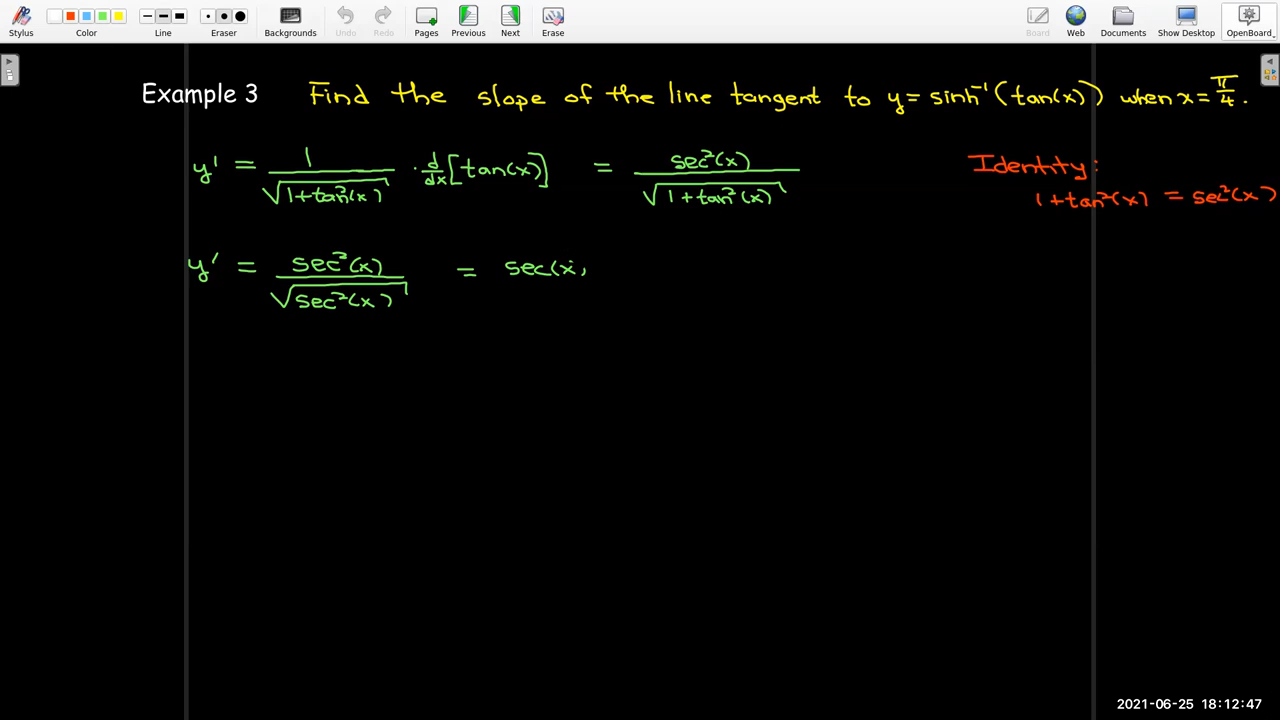 Stylus Color Line Eraser Backgrounds Undo Redo Pages Previous Next Erase Board Web Documents Show Desktop OpenBoard
Example 3 Find the slope of the line tangent to y = sinh⁻¹(tan(x)) when x = π/4.
y' = 1/√(1+tan²(x)) · d/dx[tan(x)] = sec²(x)/√(1+tan²(x))
Identity:
1+tan²(x) = sec²(x)
y' = sec²(x)/√(sec²(x)) = sec(x)
2021-06-25 18:12:47